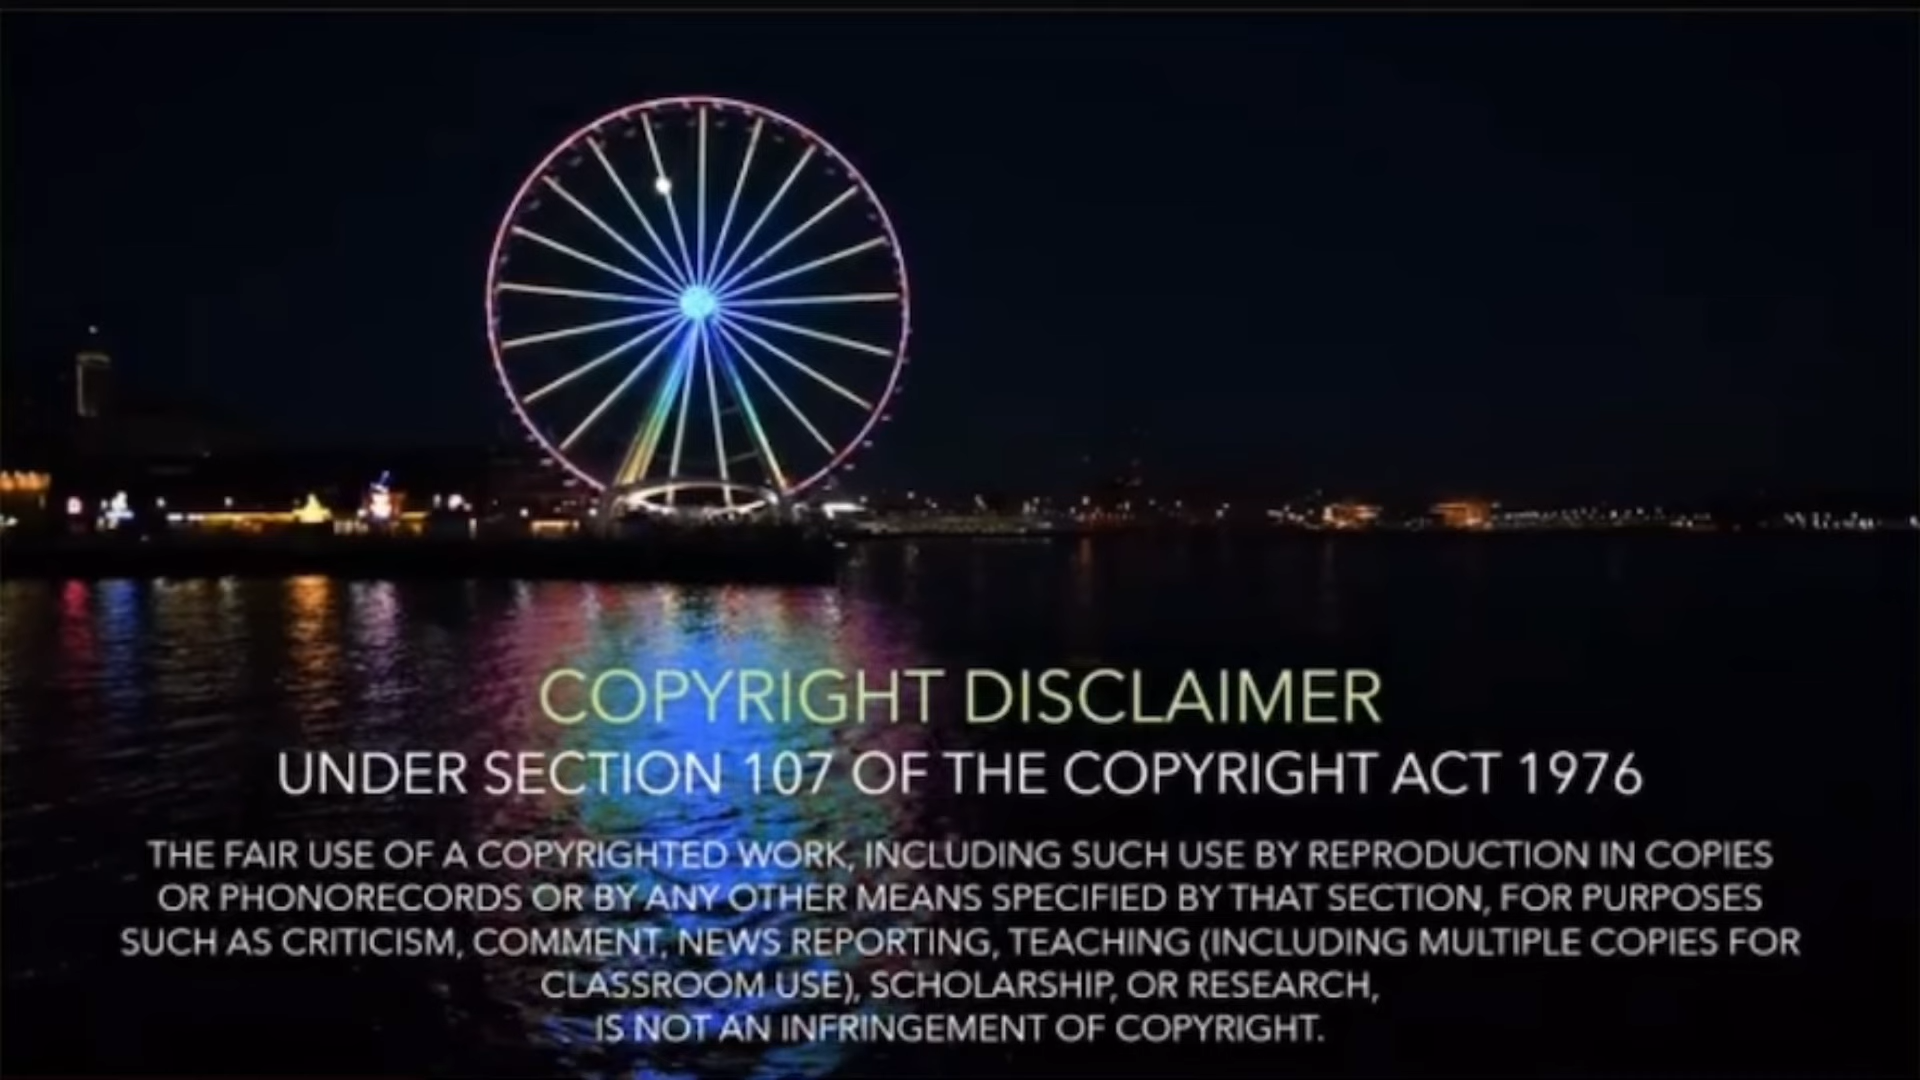 COPYRIGHT DISCLAIMER
UNDER SECTION 107 OF THE COPYRIGHT ACT 1976
THE FAIR USE OF A COPYRIGHTED WORK, INCLUDING SUCH USE BY REPRODUCTION IN COPIES
OR PHONORECORDS OR BY ANY OTHER MEANS SPECIFIED BY THAT SECTION, FOR PURPOSES
SUCH AS CRITICISM, COMMENT, NEWS REPORTING, TEACHING (INCLUDING MULTIPLE COPIES FOR
CLASSROOM USE), SCHOLARSHIP, OR RESEARCH,
IS NOT AN INFRINGEMENT OF COPYRIGHT.